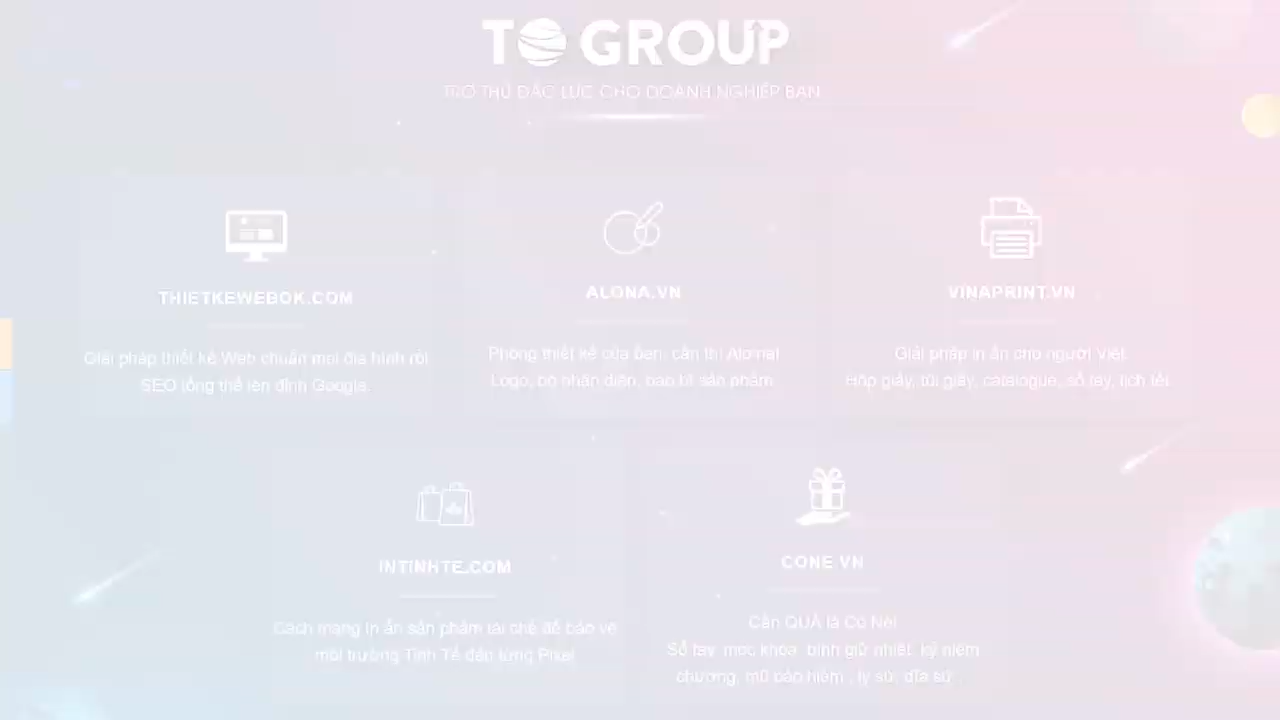 TO GROUP
TRỢ THỦ ĐẮC LỰC CHO DOANH NGHIỆP BẠN
THIETKEWEBOK.COM
Giải pháp thiết kế Web chuẩn mọi địa hình rồi
SEO tổng thể lên đỉnh Google.
ALONA.VN
Phòng thiết kế của bạn, cần thì Alo nal
Logo, bộ nhận diện, bao bì sản phẩm.
VINAPRINT.VN
Giải pháp in ấn cho người Việt.
Hộp giấy, túi giấy, catalogue, sổ tay, lịch tết.
INTINHTE.COM
Cách mạng in ấn sản phẩm tái chế để bảo vệ
môi trường Tinh Tế đến từng Pixel
CONE VN
Cần QUÀ là Có Nè!
Sổ tay, móc khóa, bình giữ nhiệt, kỷ niệm
chương, mũ bảo hiểm , ly sứ, đĩa sứ ..